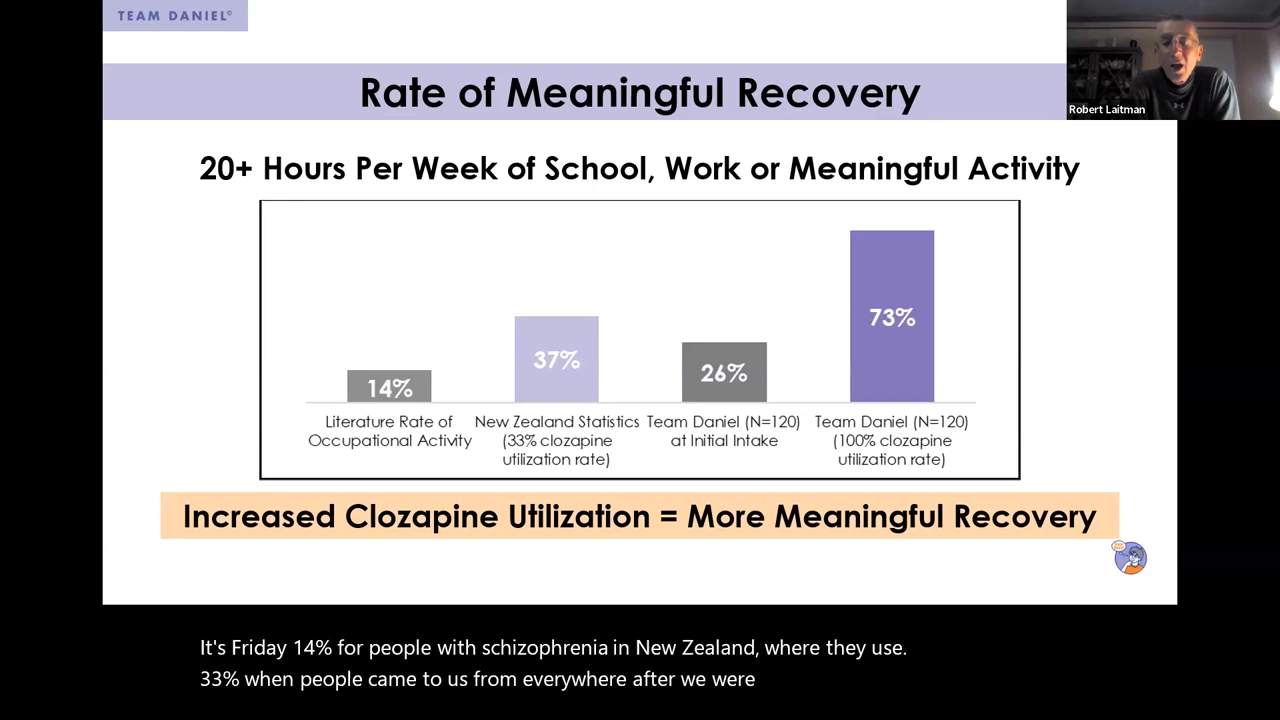 TEAM DANIEL©
Robert Laitman
Rate of Meaningful Recovery
20+ Hours Per Week of School, Work or Meaningful Activity
14%
37%
26%
73%
Literature Rate of
Occupational Activity
New Zealand Statistics
(33% clozapine
utilization rate)
Team Daniel (N=120)
at Initial Intake
Team Daniel (N=120)
(100% clozapine
utilization rate)
Increased Clozapine Utilization = More Meaningful Recovery
It's Friday 14% for people with schizophrenia in New Zealand, where they use.
33% when people came to us from everywhere after we were